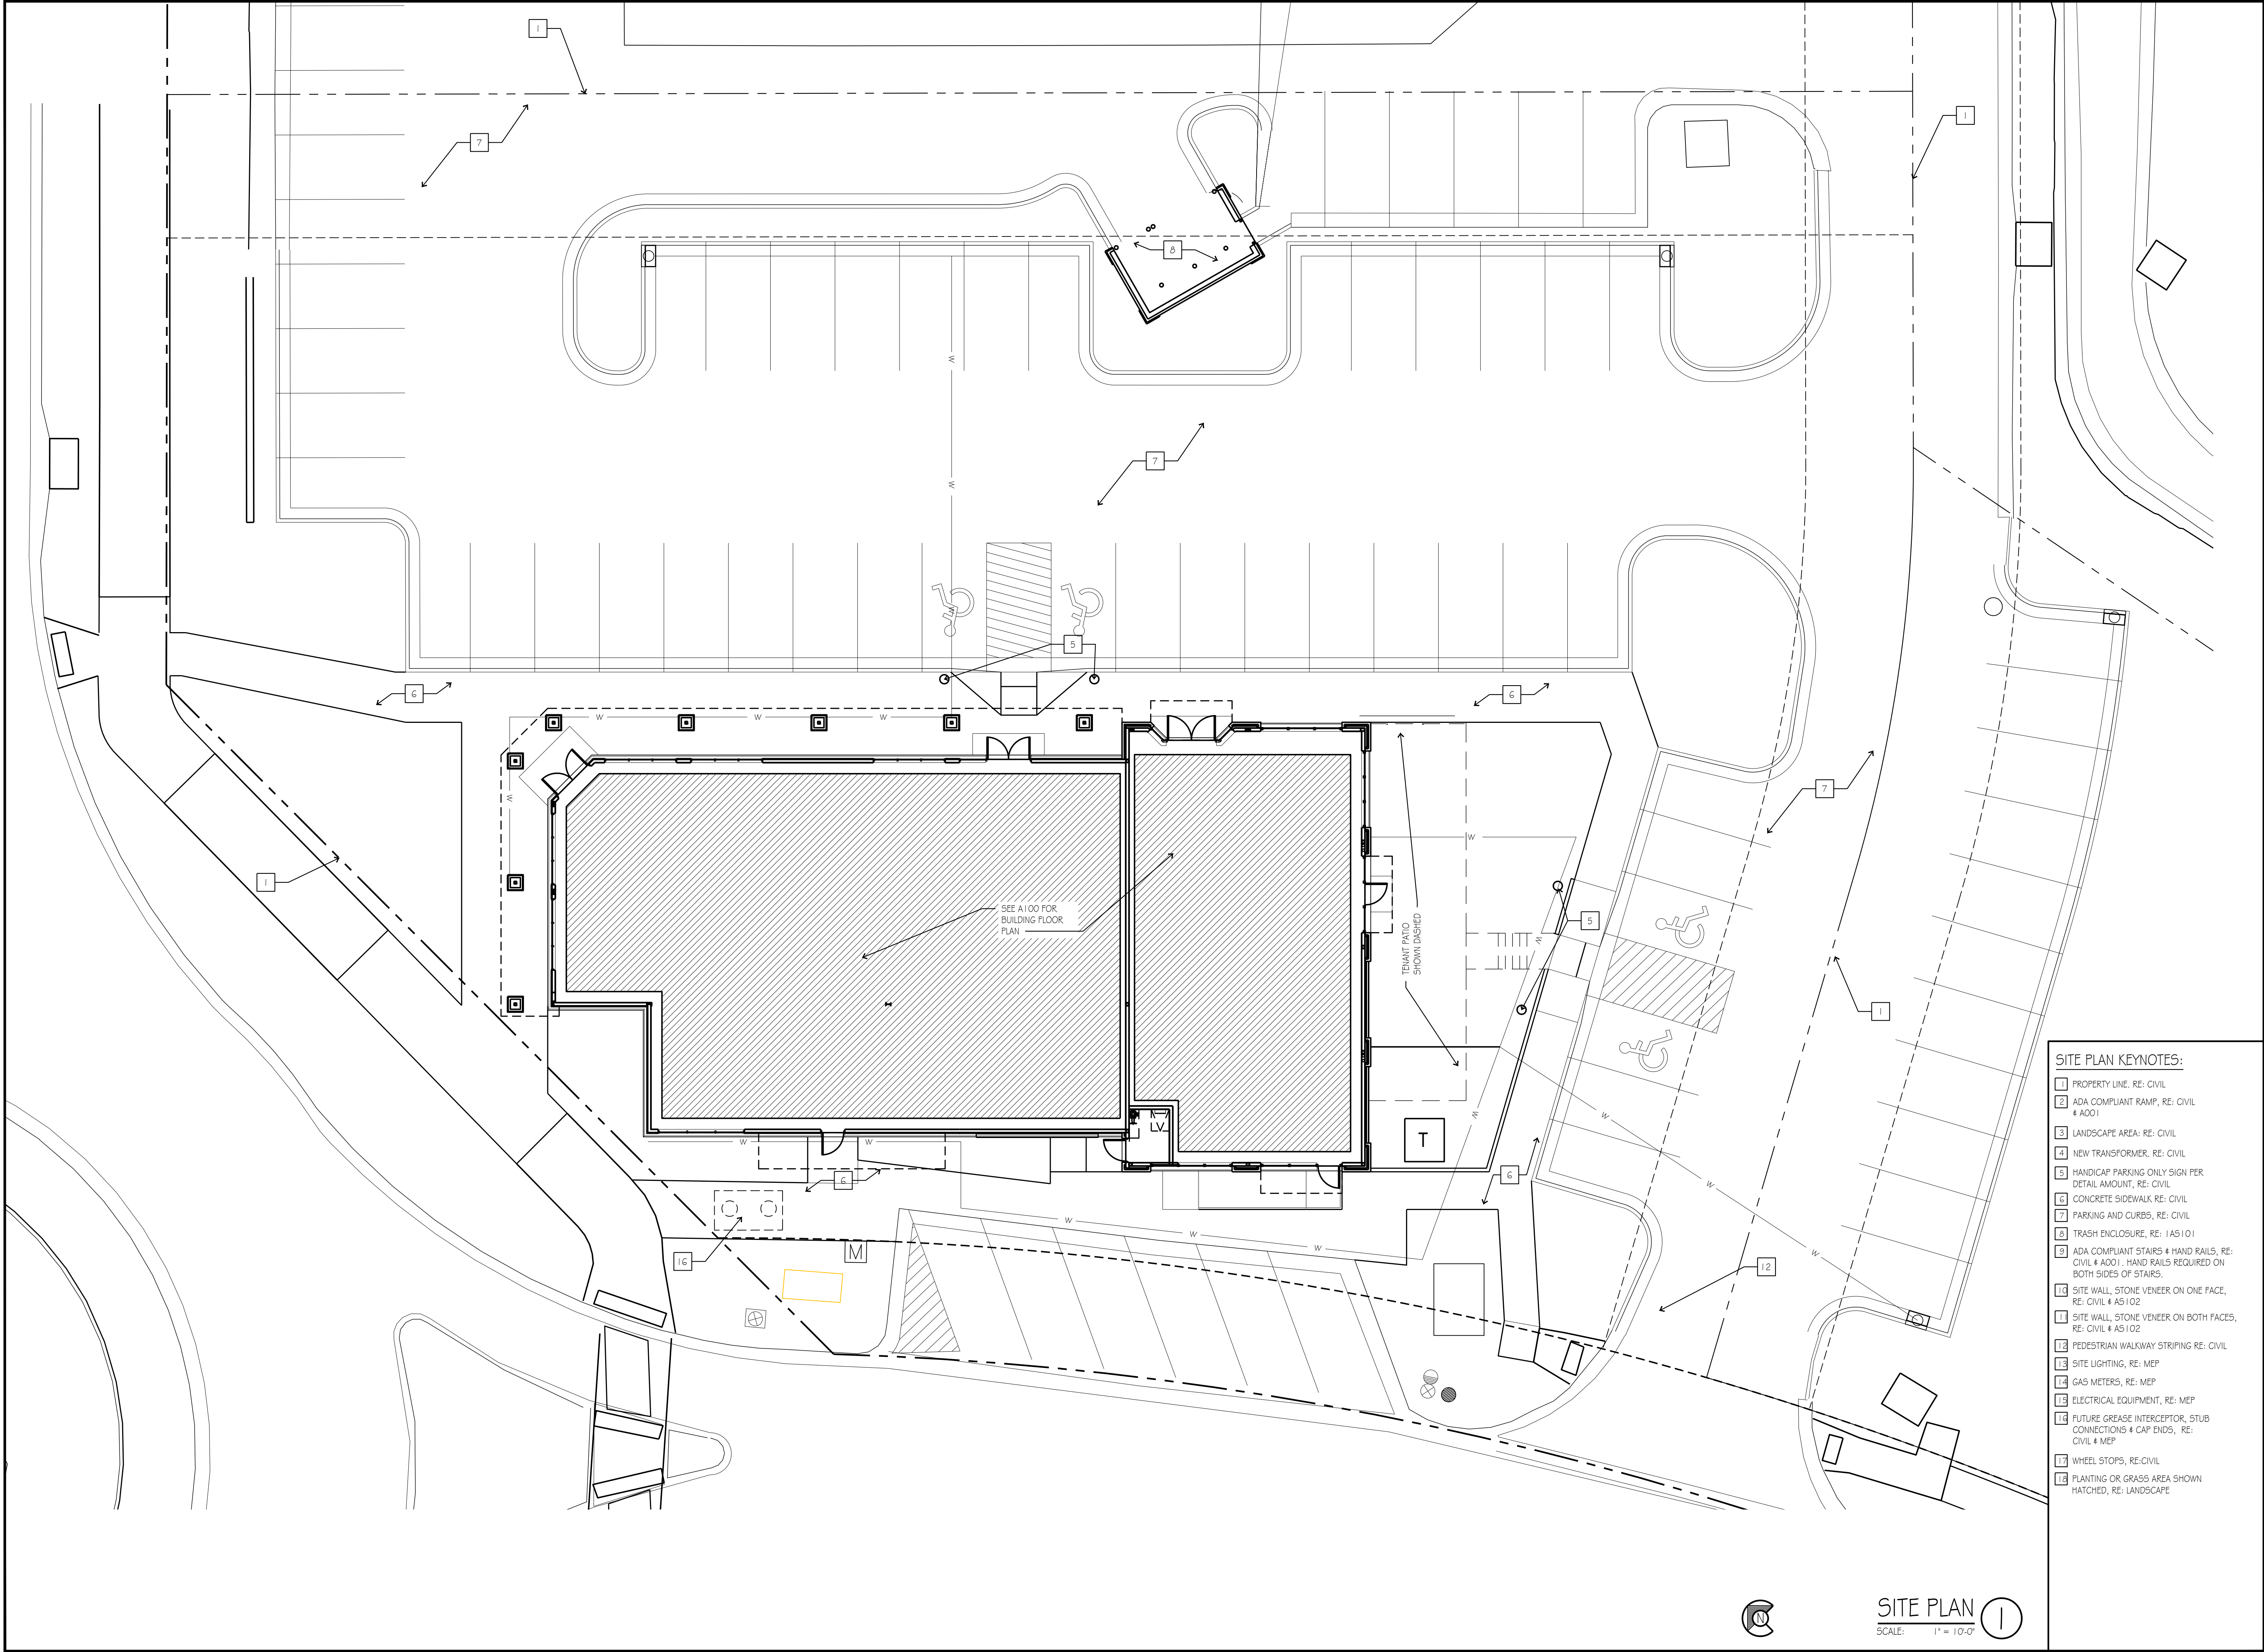 1
1
7
8
7
5
6
6
W
W
W
W
W
W
W
7
W
1
SEE A100 FOR
BUILDING FLOOR
PLAN
TENANT PATIO
SHOWN DASHED
5
W
1
W
W
T
W
W
6
6
W
W
W
W
W
16
M
12
SITE PLAN KEYNOTES:
1 PROPERTY LINE. RE: CIVIL
2 ADA COMPLIANT RAMP, RE: CIVIL
& A001
3 LANDSCAPE AREA: RE: CIVIL
4 NEW TRANSFORMER. RE: CIVIL
5 HANDICAP PARKING ONLY SIGN PER
DETAIL AMOUNT, RE: CIVIL
6 CONCRETE SIDEWALK RE: CIVIL
7 PARKING AND CURBS, RE: CIVIL
8 TRASH ENCLOSURE, RE: 1AS101
9 ADA COMPLIANT STAIRS & HAND RAILS, RE:
CIVIL & A001. HAND RAILS REQUIRED ON
BOTH SIDES OF STAIRS.
10 SITE WALL, STONE VENEER ON ONE FACE,
RE: CIVIL & AS102
11 SITE WALL, STONE VENEER ON BOTH FACES,
RE: CIVIL & AS102
12 PEDESTRIAN WALKWAY STRIPING RE: CIVIL
13 SITE LIGHTING, RE: MEP
14 GAS METERS, RE: MEP
15 ELECTRICAL EQUIPMENT, RE: MEP
16 FUTURE GREASE INTERCEPTOR, STUB
CONNECTIONS & CAP ENDS, RE:
CIVIL & MEP
17 WHEEL STOPS, RE:CIVIL
18 PLANTING OR GRASS AREA SHOWN
HATCHED, RE: LANDSCAPE
N
SITE PLAN 1
SCALE: 1" = 10'-0"